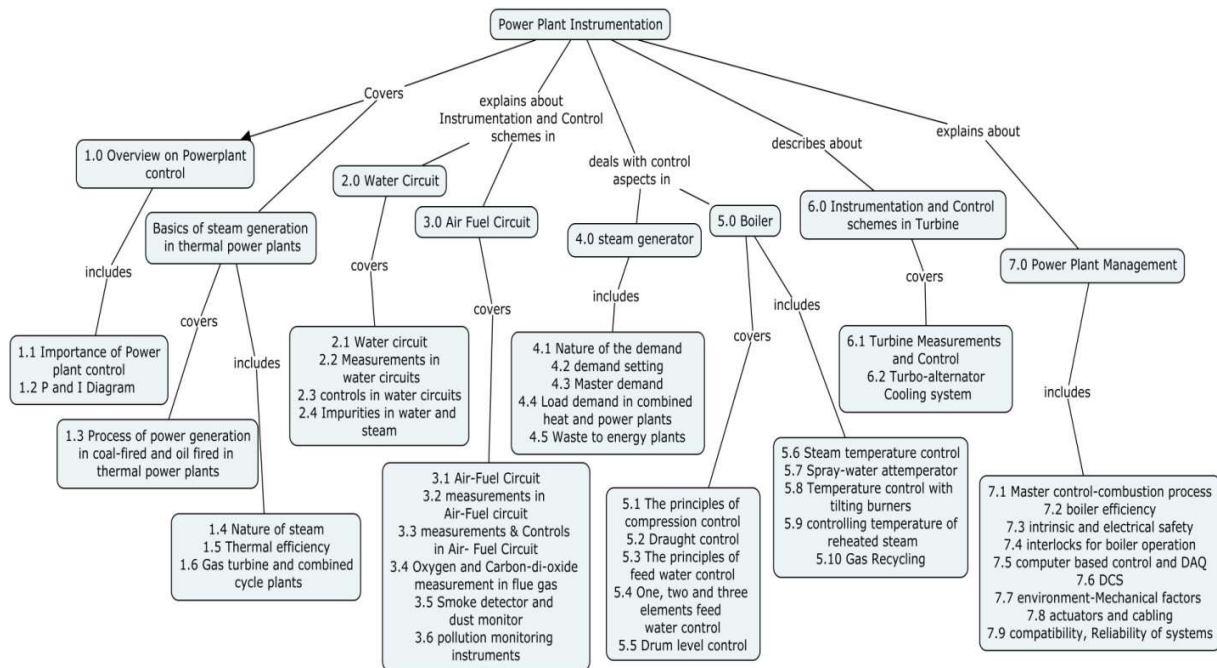 Power Plant Instrumentation
Covers
explains about
Instrumentation and Control
schemes in
deals with control
aspects in
describes about
explains about
1.0 Overview on Powerplant
control
Basics of steam generation
in thermal power plants
2.0 Water Circuit
3.0 Air Fuel Circuit
4.0 steam generator
5.0 Boiler
6.0 Instrumentation and Control
schemes in Turbine
7.0 Power Plant Management
includes
covers
includes
covers
covers
includes
covers
includes
covers
includes
1.1 Importance of Power
plant control
1.2 P and I Diagram
1.3 Process of power generation
in coal-fired and oil fired in
thermal power plants
1.4 Nature of steam
1.5 Thermal efficiency
1.6 Gas turbine and combined
cycle plants
2.1 Water circuit
2.2 Measurements in
water circuits
2.3 controls in water circuits
2.4 Impurities in water and
steam
3.1 Air-Fuel Circuit
3.2 measurements in
Air-Fuel circuit
3.3 measurements & Controls
in Air- Fuel Circuit
3.4 Oxygen and Carbon-di-oxide
measurement in flue gas
3.5 Smoke detector and
dust monitor
3.6 pollution monitoring
instruments
4.1 Nature of the demand
4.2 demand setting
4.3 Master demand
4.4 Load demand in combined
heat and power plants
4.5 Waste to energy plants
5.1 The principles of
compression control
5.2 Draught control
5.3 The principles of
feed water control
5.4 One, two and three
elements feed
water control
5.5 Drum level control
5.6 Steam temperature control
5.7 Spray-water attemperator
5.8 Temperature control with
tilting burners
5.9 controlling temperature of
reheated steam
5.10 Gas Recycling
6.1 Turbine Measurements
and Control
6.2 Turbo-alternator
Cooling system
7.1 Master control-combustion process
7.2 boiler efficiency
7.3 intrinsic and electrical safety
7.4 interlocks for boiler operation
7.5 computer based control and DAQ
7.6 DCS
7.7 environment-Mechanical factors
7.8 actuators and cabling
7.9 compatibility, Reliability of systems